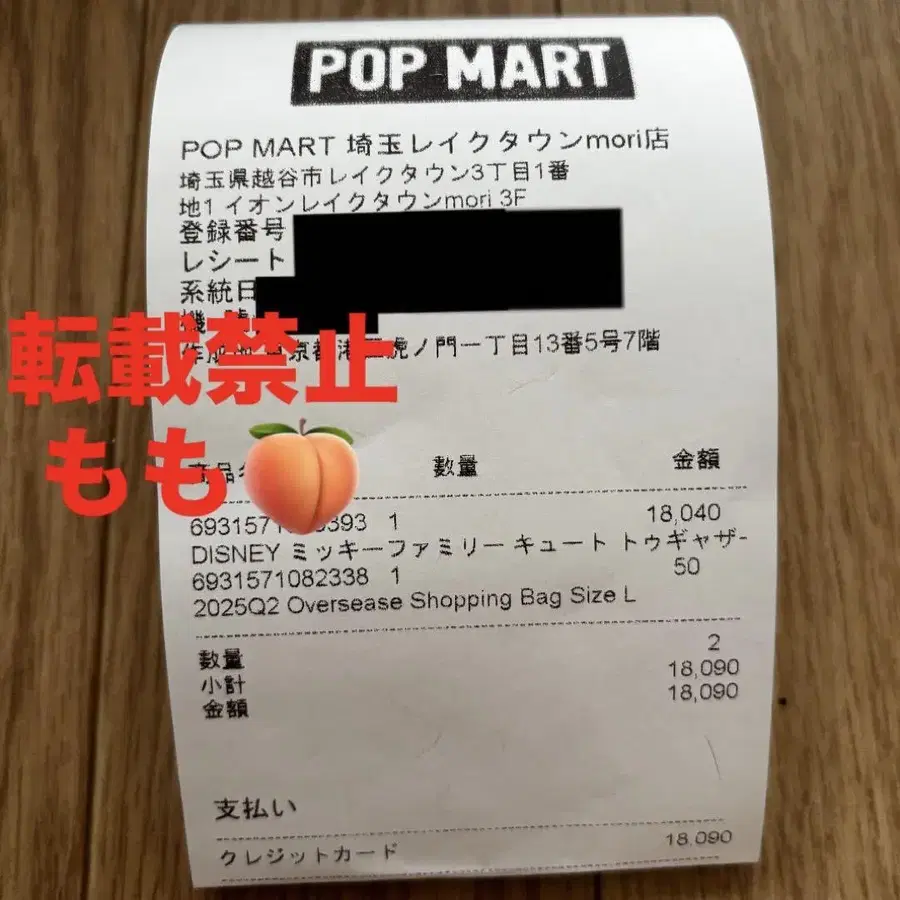 POP MART
POP MART 埼玉レイクタウンmori店
埼玉県越谷市レイクタウン3丁目1番
地1 イオンレイクタウンmori 3F
登録番号
レシート
系統日
京都港 虎ノ門一丁目13番5号7階
転載禁止
もも
数量 金額
1 18,040
DISNEY ミッキーファミリー キュート トゥギャザー
6931571082338 1 50
2025Q2 Oversease Shopping Bag Size L
数量 2
小計 18,090
金額 18,090
支払い
クレジットカード 18,090